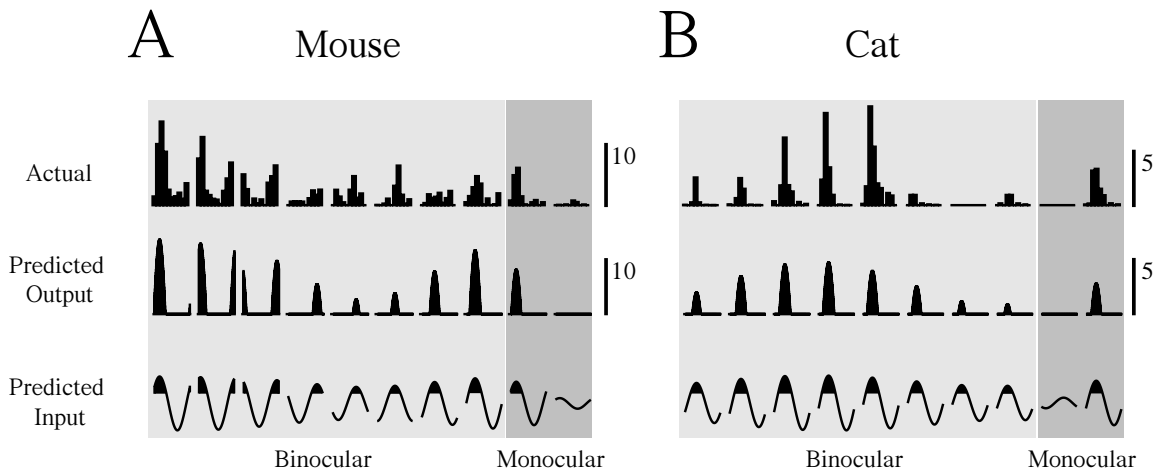 A
Mouse
B
Cat
Actual
10
5
Predicted
Output
10
5
Predicted
Input
Binocular
Monocular
Binocular
Monocular